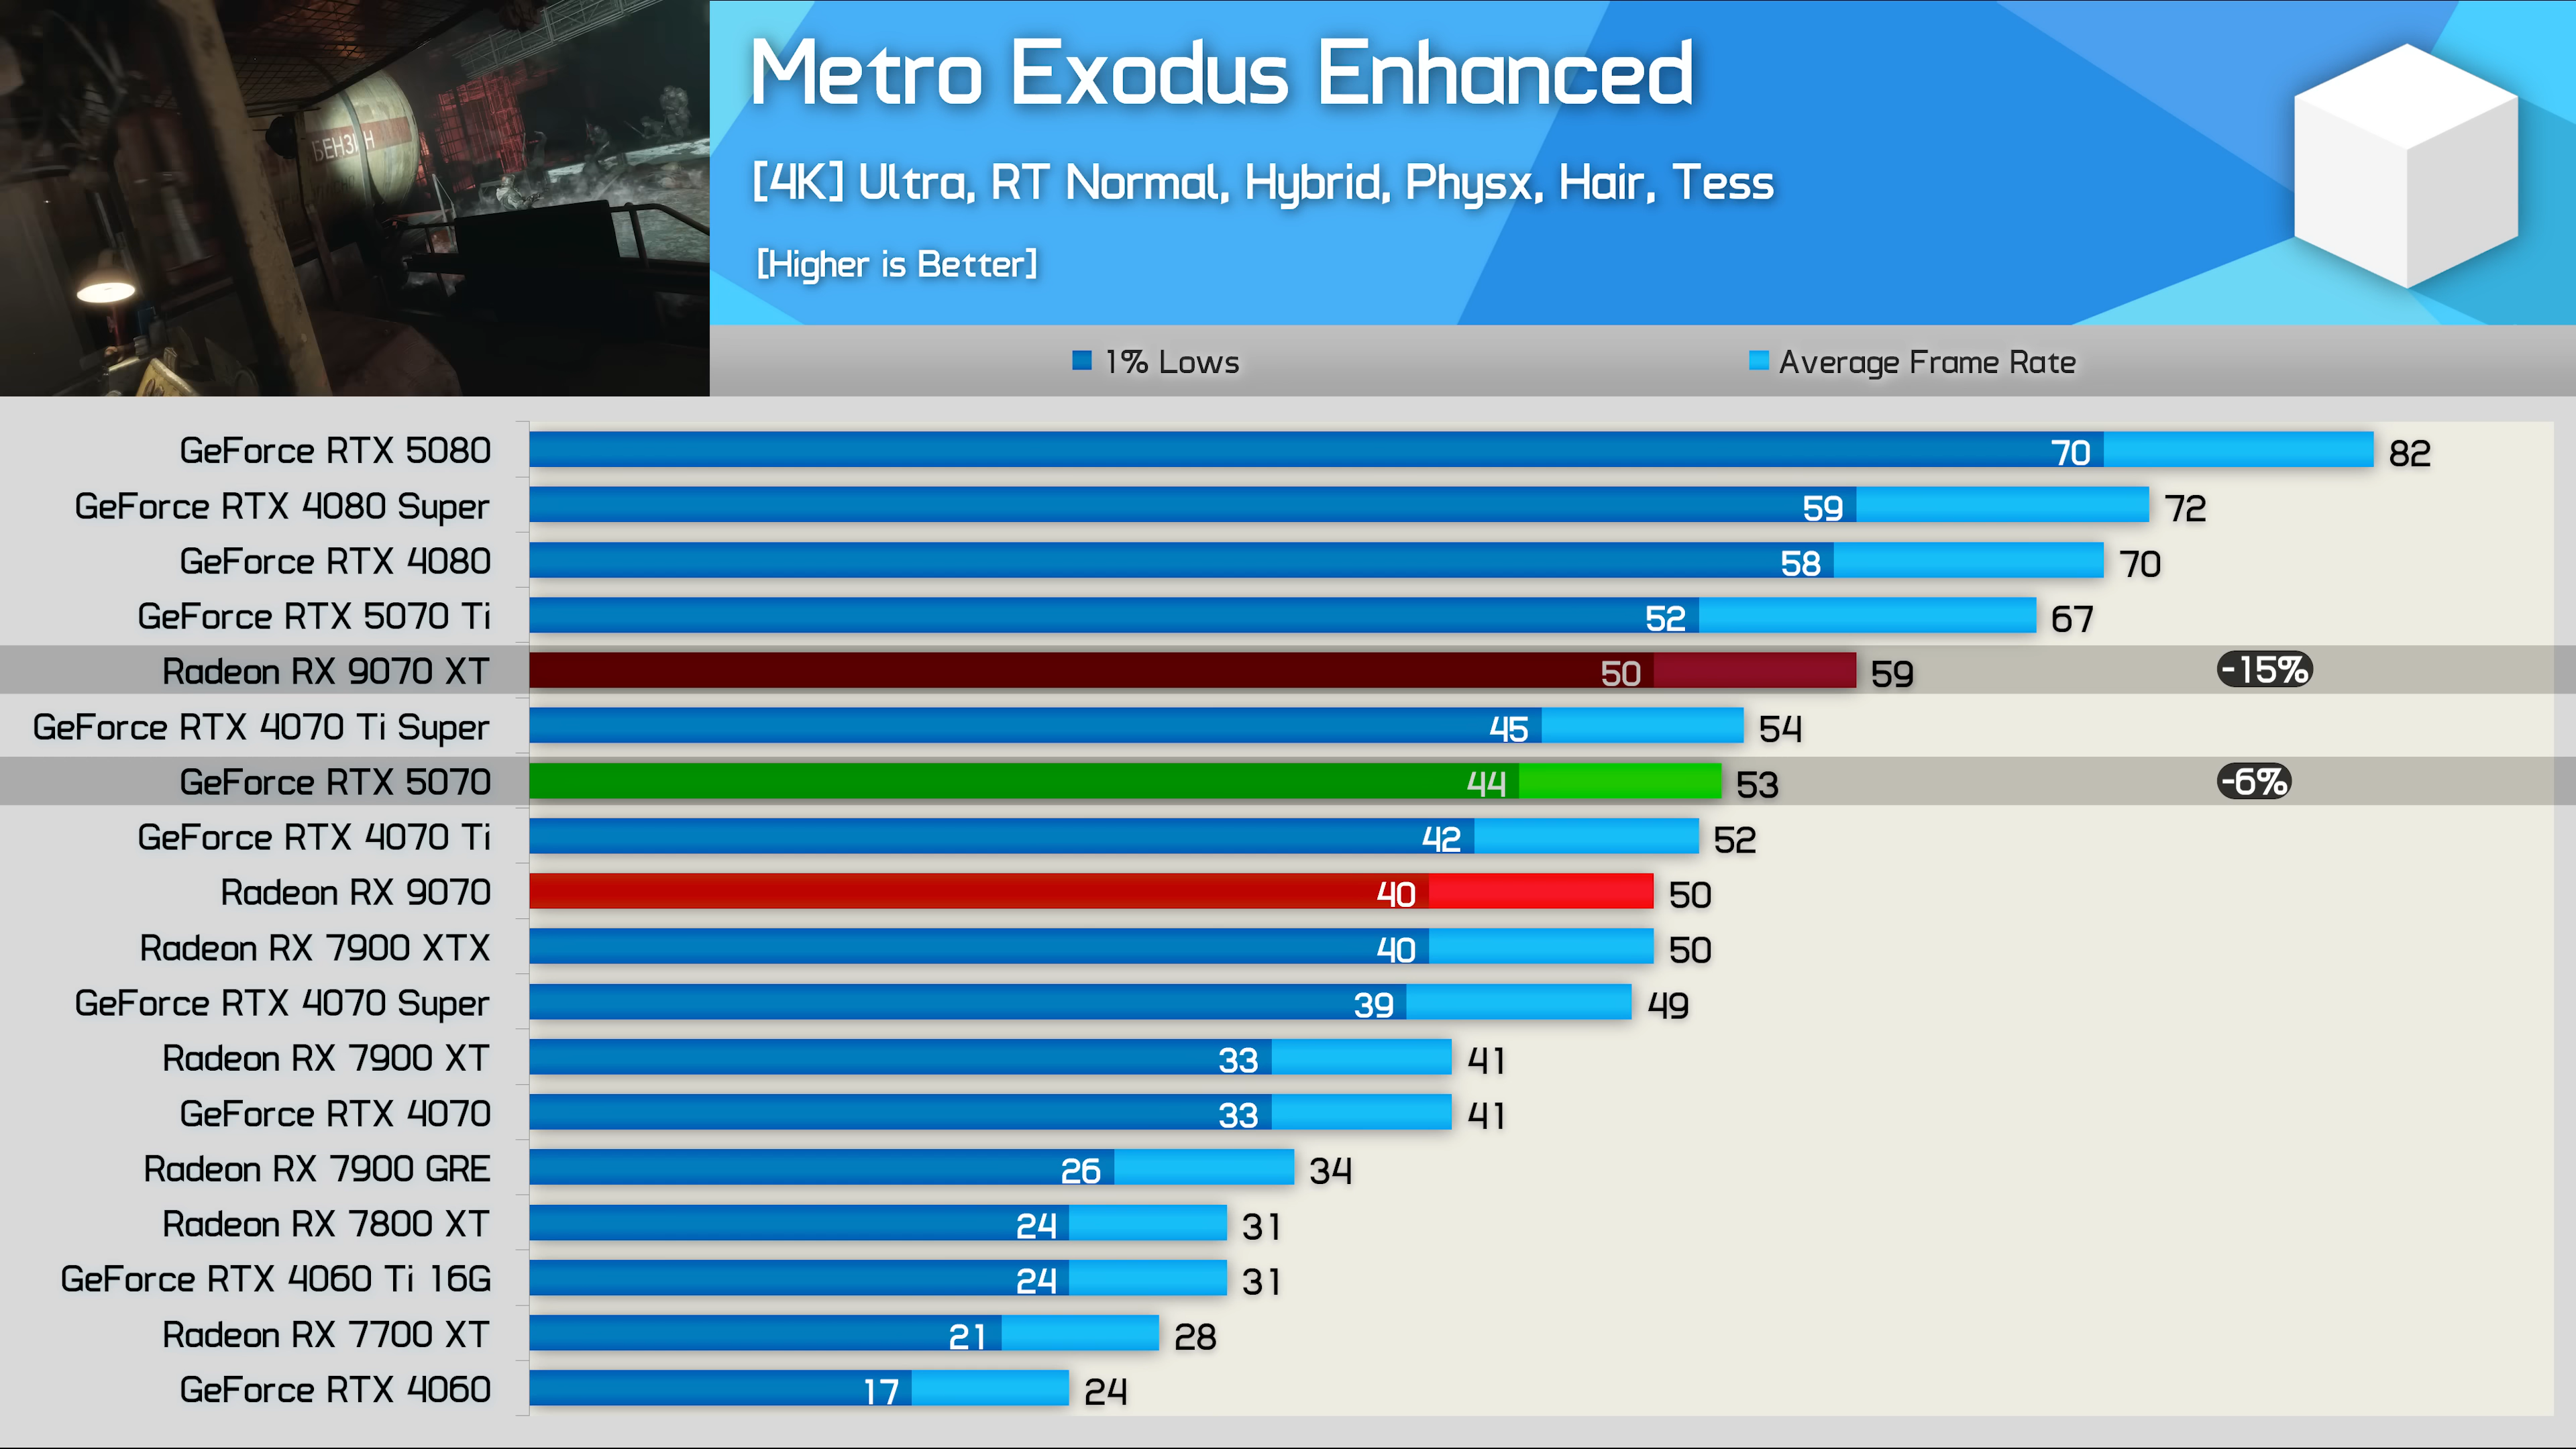 БЕНЗИН
Metro Exodus Enhanced
[4K] Ultra, RT Normal, Hybrid, Physx, Hair, Tess
[Higher is Better]
1% Lows
Average Frame Rate
GeForce RTX 5080 70 82
GeForce RTX 4080 Super 59 72
GeForce RTX 4080 58 70
GeForce RTX 5070 Ti 52 67
Radeon RX 9070 XT 50 59 -15%
GeForce RTX 4070 Ti Super 45 54
GeForce RTX 5070 44 53 -6%
GeForce RTX 4070 Ti 42 52
Radeon RX 9070 40 50
Radeon RX 7900 XTX 40 50
GeForce RTX 4070 Super 39 49
Radeon RX 7900 XT 33 41
GeForce RTX 4070 33 41
Radeon RX 7900 GRE 26 34
Radeon RX 7800 XT 24 31
GeForce RTX 4060 Ti 16G 24 31
Radeon RX 7700 XT 21 28
GeForce RTX 4060 17 24